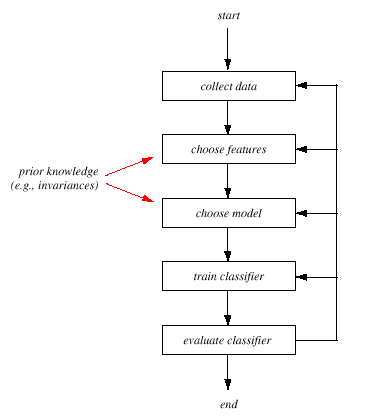 start
collect data
choose features
prior knowledge
(e.g., invariances)
choose model
train classifier
evaluate classifier
end